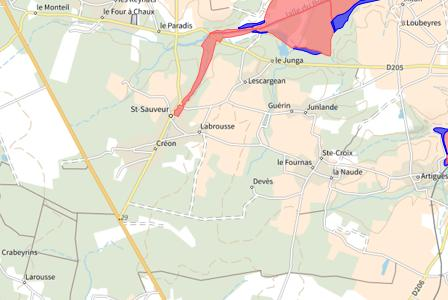 le Monteil
le Four à Chaux
le Paradis
Loubeyres
le Junga
D205
Lescargean
St-Sauveur
Guérin
Junlande
Labrousse
Créon
Ste-Croix
le Fournas
la Naude
Artigues
Devès
Crabeyrins
Larousse
D206